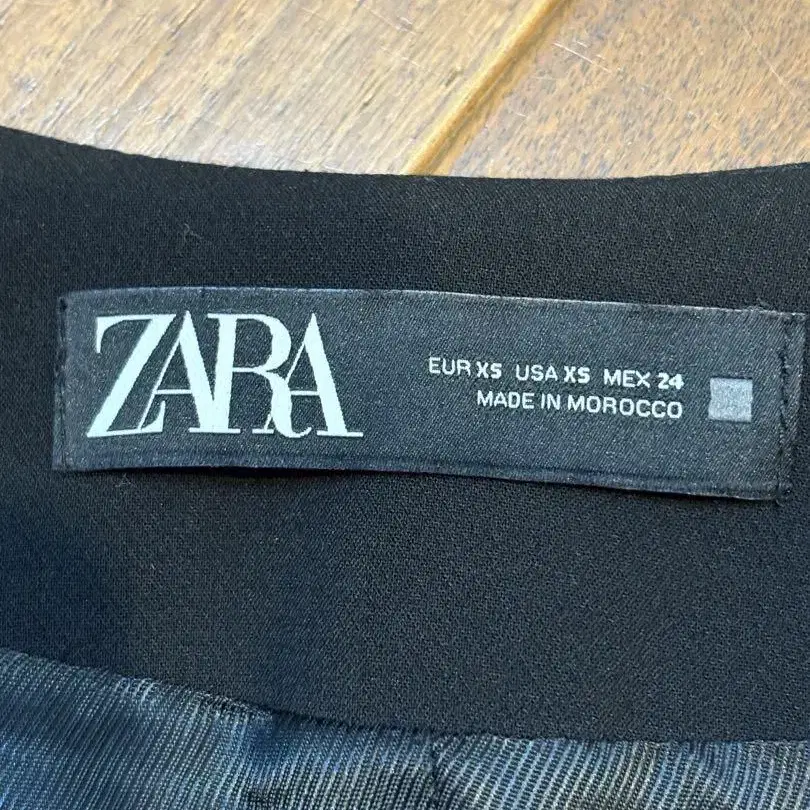 ZARA
EUR XS USA XS MEX 24
MADE IN MOROCCO